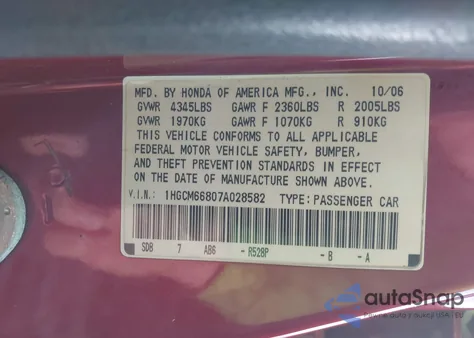 MFD. BY HONDA OF AMERICA MFG., INC. 10/06
GVWR 4345LBS GAWR F 2360LBS R 2005LBS
GVWR 1970KG GAWR F 1070KG R 910KG
THIS VEHICLE CONFORMS TO ALL APPLICABLE
FEDERAL MOTOR VEHICLE SAFETY, BUMPER,
AND THEFT PREVENTION STANDARDS IN EFFECT
ON THE DATE OF MANUFACTURE SHOWN ABOVE.
V.I.N.: 1HGCM66807A028582 TYPE: PASSENGER CAR
SDB 7 AB6 - R528P - B - A
autoSnap